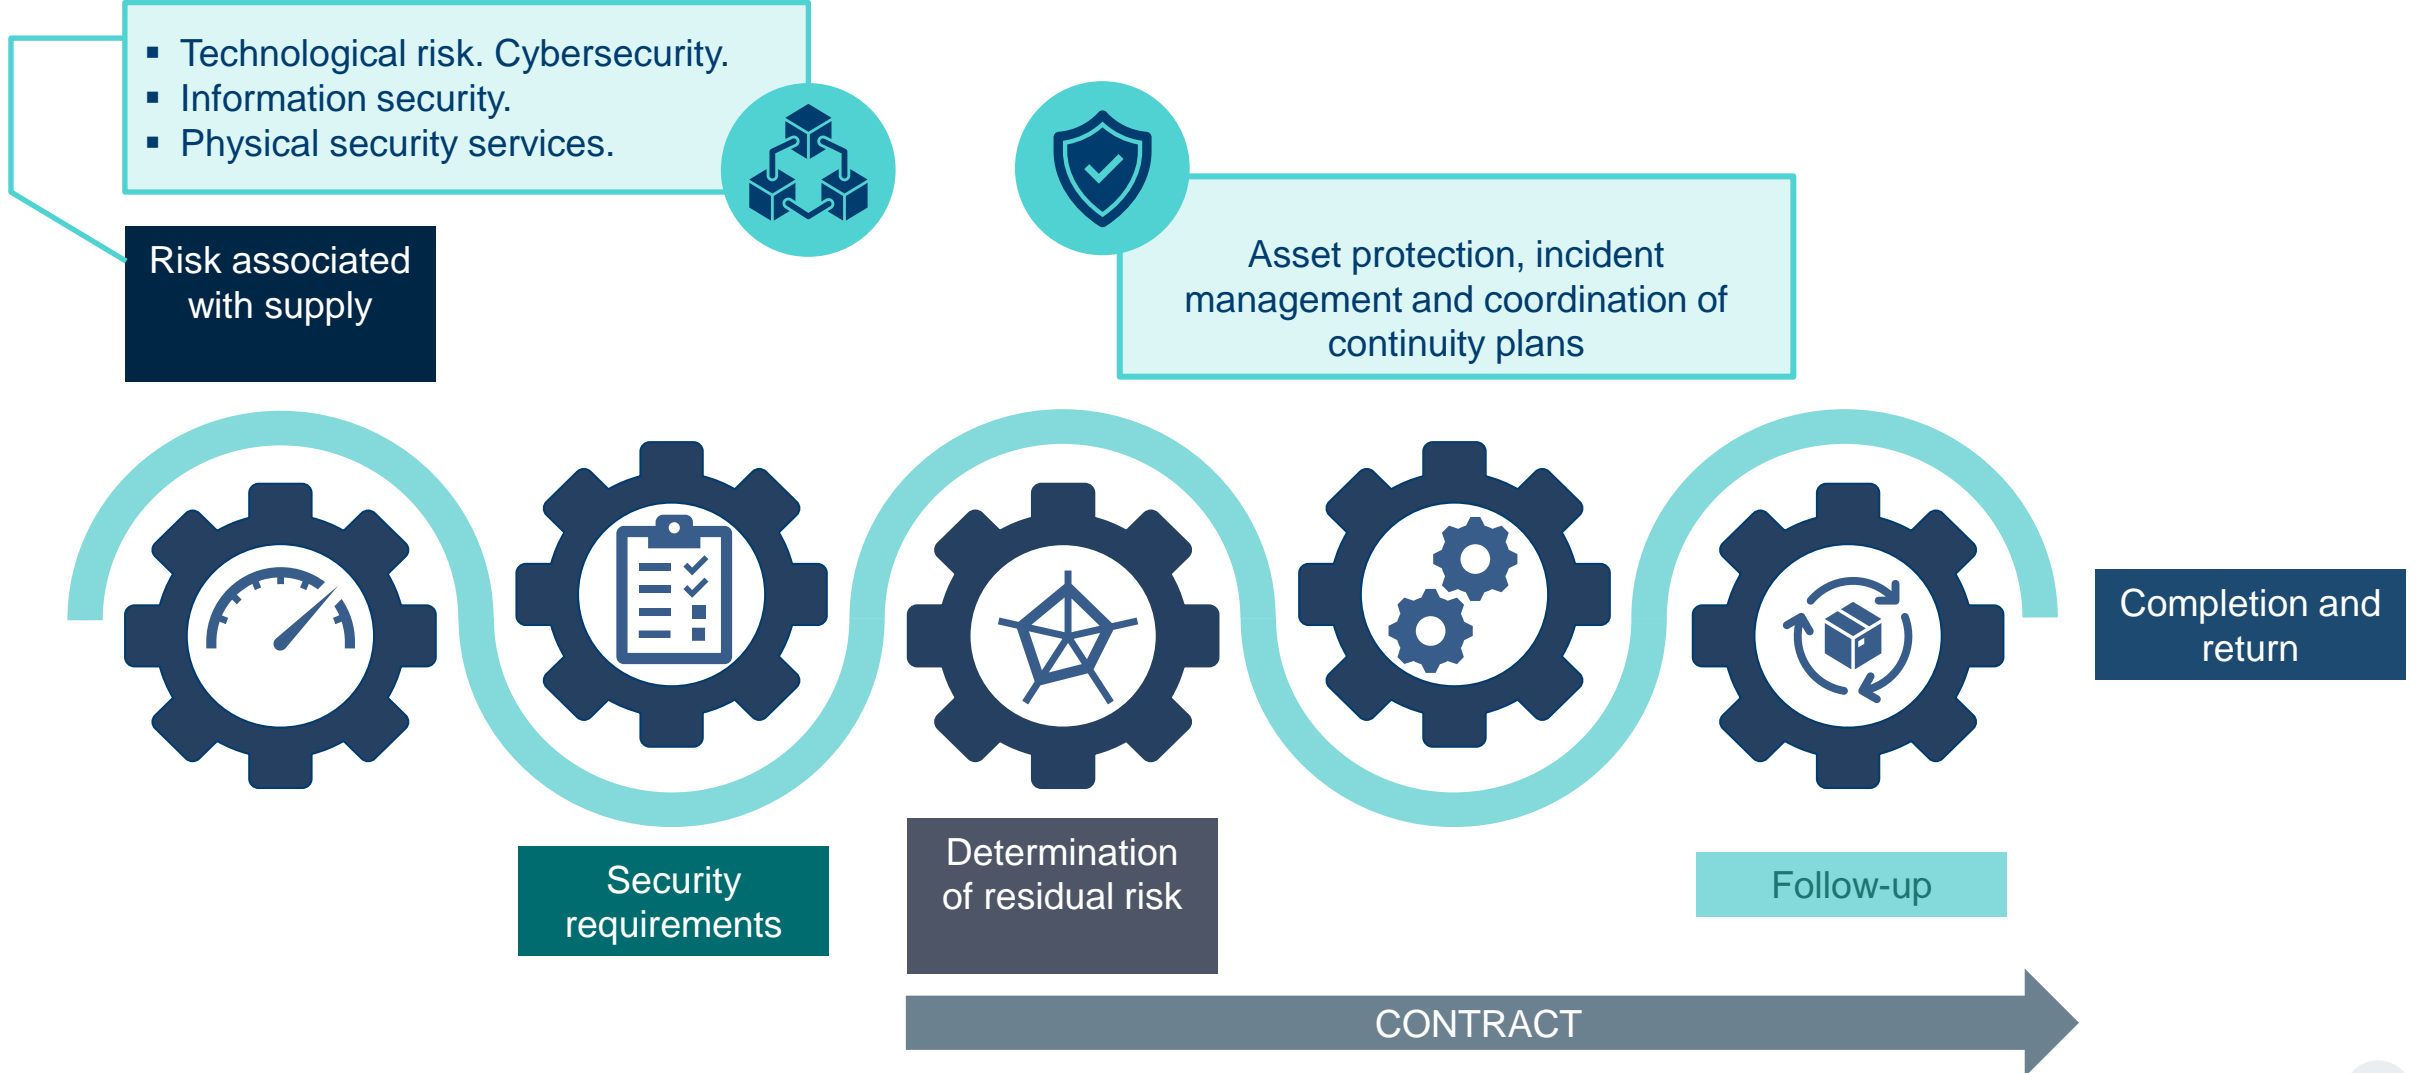 ▪ Technological risk. Cybersecurity.
▪ Information security.
▪ Physical security services.
Risk associated
with supply
Asset protection, incident
management and coordination of
continuity plans
Completion and
return
Security
requirements
Determination
of residual risk
Follow-up
CONTRACT